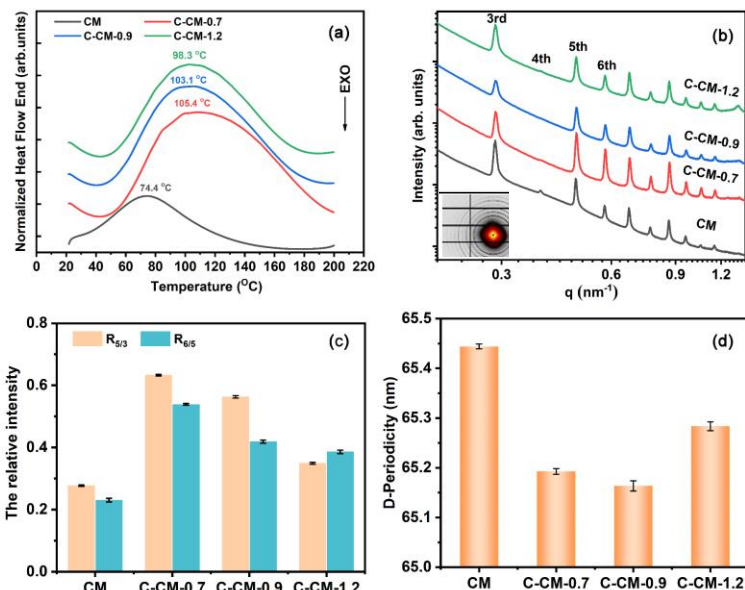 CM C-CM-0.7
C-CM-0.9 C-CM-1.2
(a)
98.3 °C
103.1 °C
105.4 °C
74.4 °C
EXO
Normalized Heat Flow End (arb.units)
0 20 40 60 80 100 120 140 160 180 200 220
Temperature (°C)
(b)
3rd
4th
5th
6th
C-CM-1.2
C-CM-0.9
C-CM-0.7
CM
Intensity (arb. units)
0.3 0.6 0.9 1.2
q (nm-1)
(c)
R5/3 R6/5
The relative intensity
0.8
0.6
0.4
0.2
0.0
CM C-CM-0.7 C-CM-0.9 C-CM-1.2
(d)
D-Periodicity (nm)
65.5
65.4
65.3
65.2
65.1
65.0
CM C-CM-0.7 C-CM-0.9 C-CM-1.2